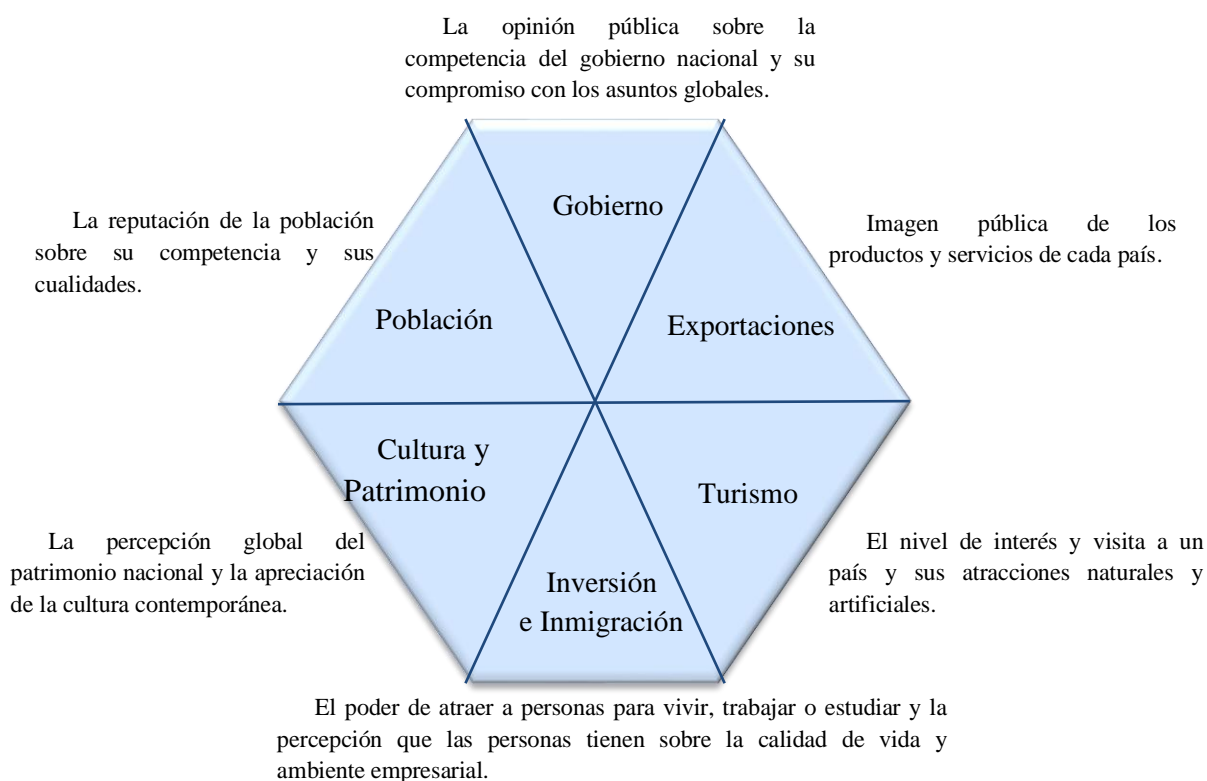 La opinión pública sobre la
competencia del gobierno nacional y su
compromiso con los asuntos globales.
Gobierno
La reputación de la población
sobre su competencia y sus
cualidades.
Imagen pública de los
productos y servicios de cada país.
Población
Exportaciones
Cultura y
Patrimonio
Turismo
La percepción global del
patrimonio nacional y la apreciación
de la cultura contemporánea.
El nivel de interés y visita a un
país y sus atracciones naturales y
artificiales.
Inversión
e Inmigración
El poder de atraer a personas para vivir, trabajar o estudiar y la
percepción que las personas tienen sobre la calidad de vida y
ambiente empresarial.